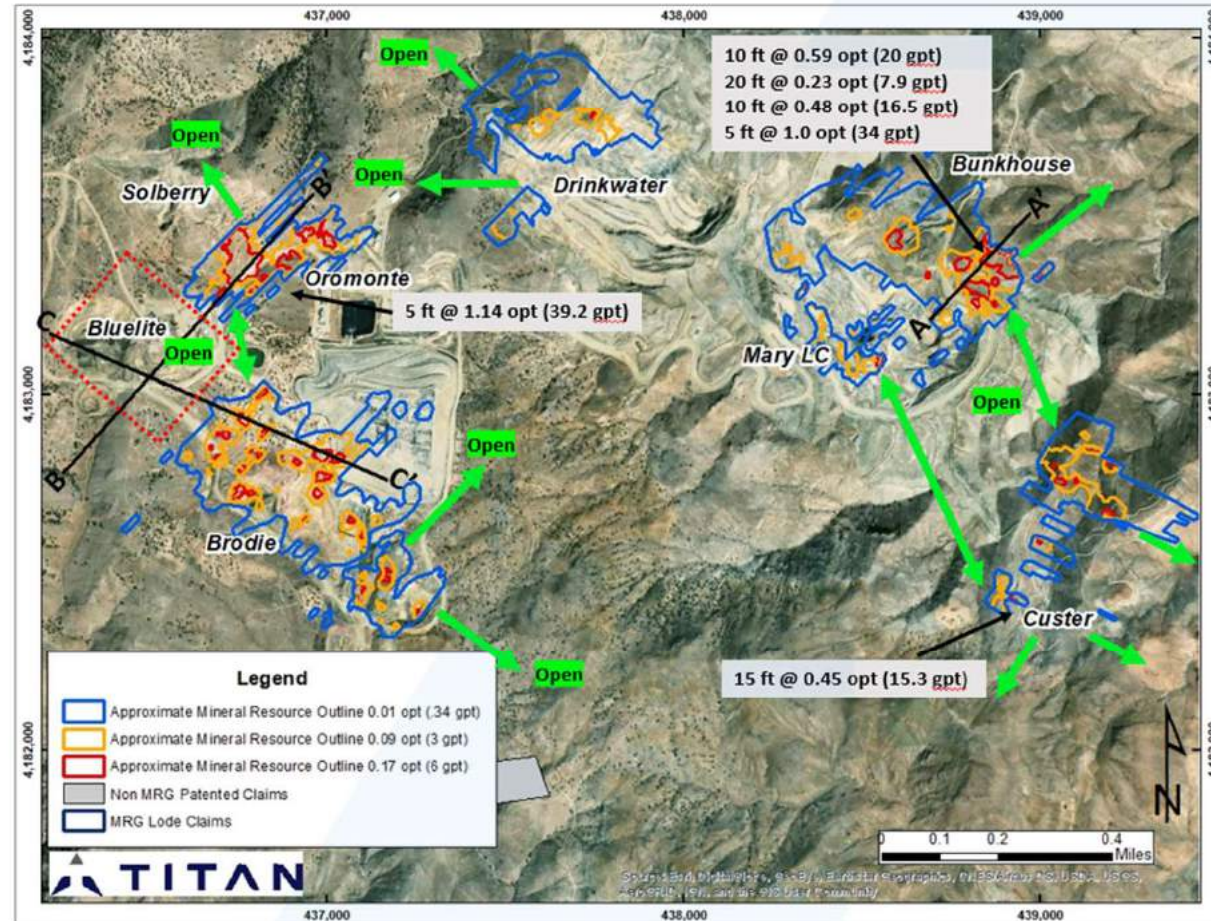 437,000
438,000
439,000
4,184,000
Open
10 ft @ 0.59 opt (20 gpt)
20 ft @ 0.23 opt (7.9 gpt)
10 ft @ 0.48 opt (16.5 gpt)
5 ft @ 1.0 opt (34 gpt)
Open
Solberry
B'
Open
Drinkwater
Bunkhouse
A'
Oromonte
5 ft @ 1.14 opt (39.2 gpt)
C
Bluelite
Open
A
Mary LC
4,183,000
Open
Open
B
C'
Brodie
Custer
Open
15 ft @ 0.45 opt (15.3 gpt)
4,182,000
Legend
Approximate Mineral Resource Outline 0.01 opt (.34 gpt)
Approximate Mineral Resource Outline 0.09 opt (3 gpt)
Approximate Mineral Resource Outline 0.17 opt (6 gpt)
Non MRG Patented Claims
MRG Lode Claims
N
0 0.1 0.2 0.4
Miles
TITAN
437,000
438,000
439,000